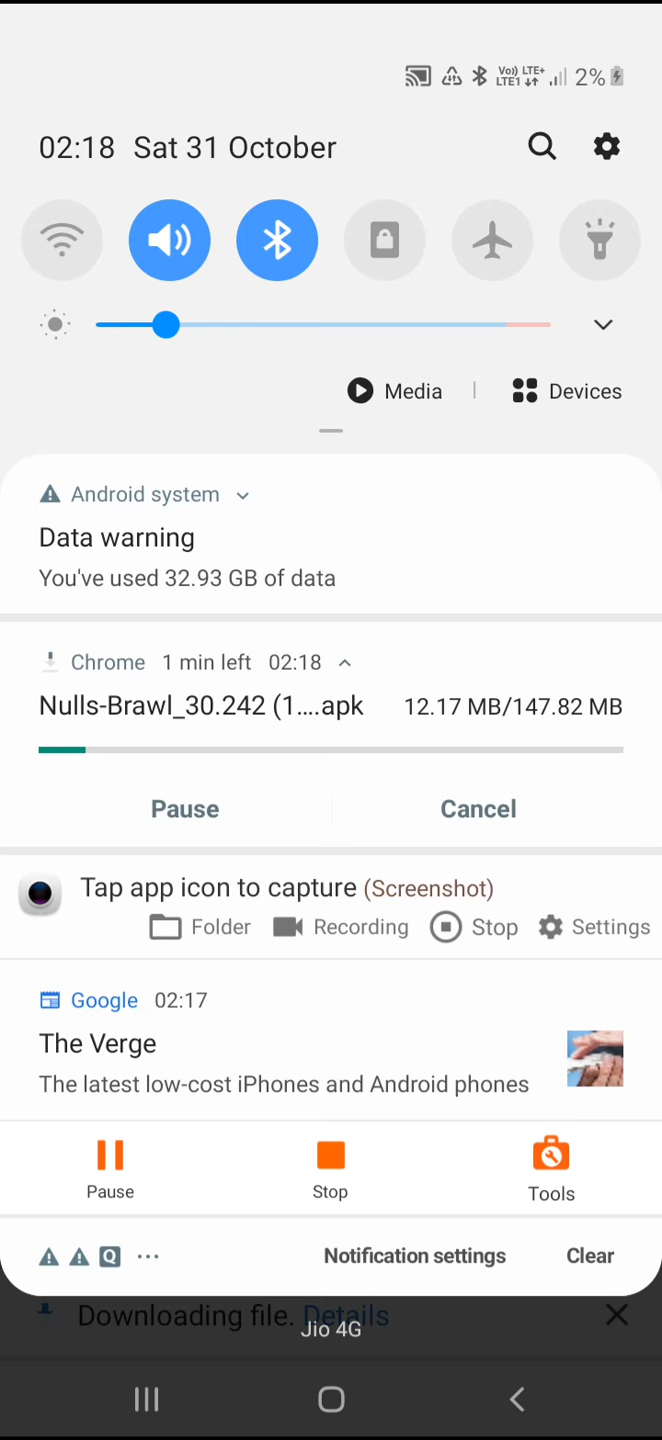 Vo)) LTE+
LTE1 2%
02:18 Sat 31 October
Media | Devices
Android system
Data warning
You've used 32.93 GB of data
Chrome 1 min left 02:18
Nulls-Brawl_30.242 (1....apk 12.17 MB/147.82 MB
Pause Cancel
Tap app icon to capture (Screenshot)
Folder Recording Stop Settings
Google 02:17
The Verge
The latest low-cost iPhones and Android phones
Pause Stop Tools
Q ... Notification settings Clear
Downloading file. Details
Jio 4G